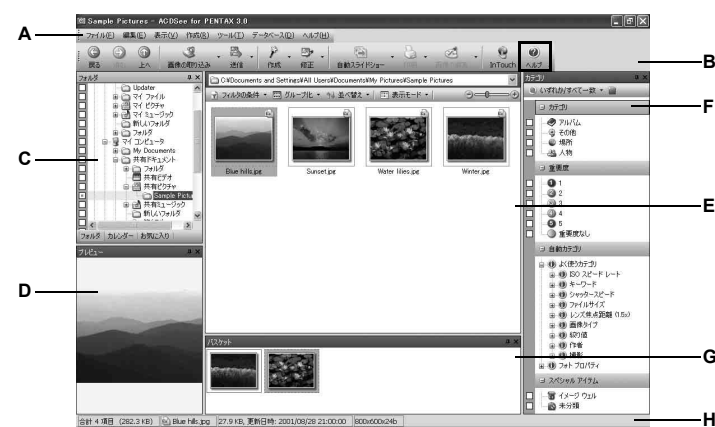 Sample Pictures - ACDSee for PENTAX 3.0
A
ファイル(F) 編集(E) 表示(V) 作成(R) ツール(T) データベース(D) ヘルプ(H)
B
戻る 上へ 画像の取り込み 送信 作成 修正 自動スライドショー InTouch ヘルプ
フォルダ
C
Updater
マイ ファイル
マイ ピクチャ
マイ ミュージック
新しいフォルダ
フォルダ
マイ コンピュータ
My Documents
共有ドキュメント
フォルダ
共有ビデオ
共有ピクチャ
Sample Pictu
共有ミュージック
新しいフォルダ
フォルダ カレンダー お気に入り
プレビュー
D
C:¥Documents and Settings¥All Users¥Documents¥My Pictures¥Sample Pictures
フィルタの条件 グループ化 並べ替え 表示モード
Blue hills.jpg Sunset.jpg Water lilies.jpg Winter.jpg
E
カテゴリ
いずれか/すべて一致
カテゴリ
F
アルバム
その他
場所
人物
重要度
1
2
3
4
5
重要度なし
自動カテゴリ
よく使うカテゴリ
ISO スピード レート
キーワード
シャッタースピード
ファイルサイズ
レンズ焦点距離 (1.5x)
画像タイプ
絞り値
作者
撮影
フォト プロパティ
スペシャル アイテム
イメージ ウェル
未分類
バスケット
G
合計 4 項目 (282.3 KB) Blue hills.jpg 27.9 KB, 更新日時: 2001/08/28 21:00:00 800x600x24b
H